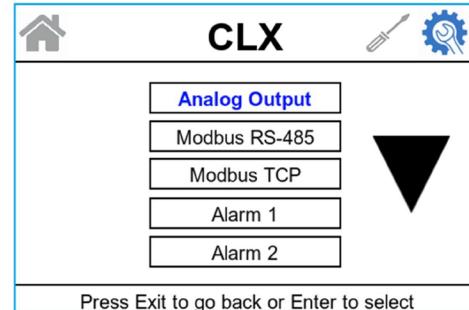 CLX
Analog Output
Modbus RS-485
Modbus TCP
Alarm 1
Alarm 2
Press Exit to go back or Enter to select